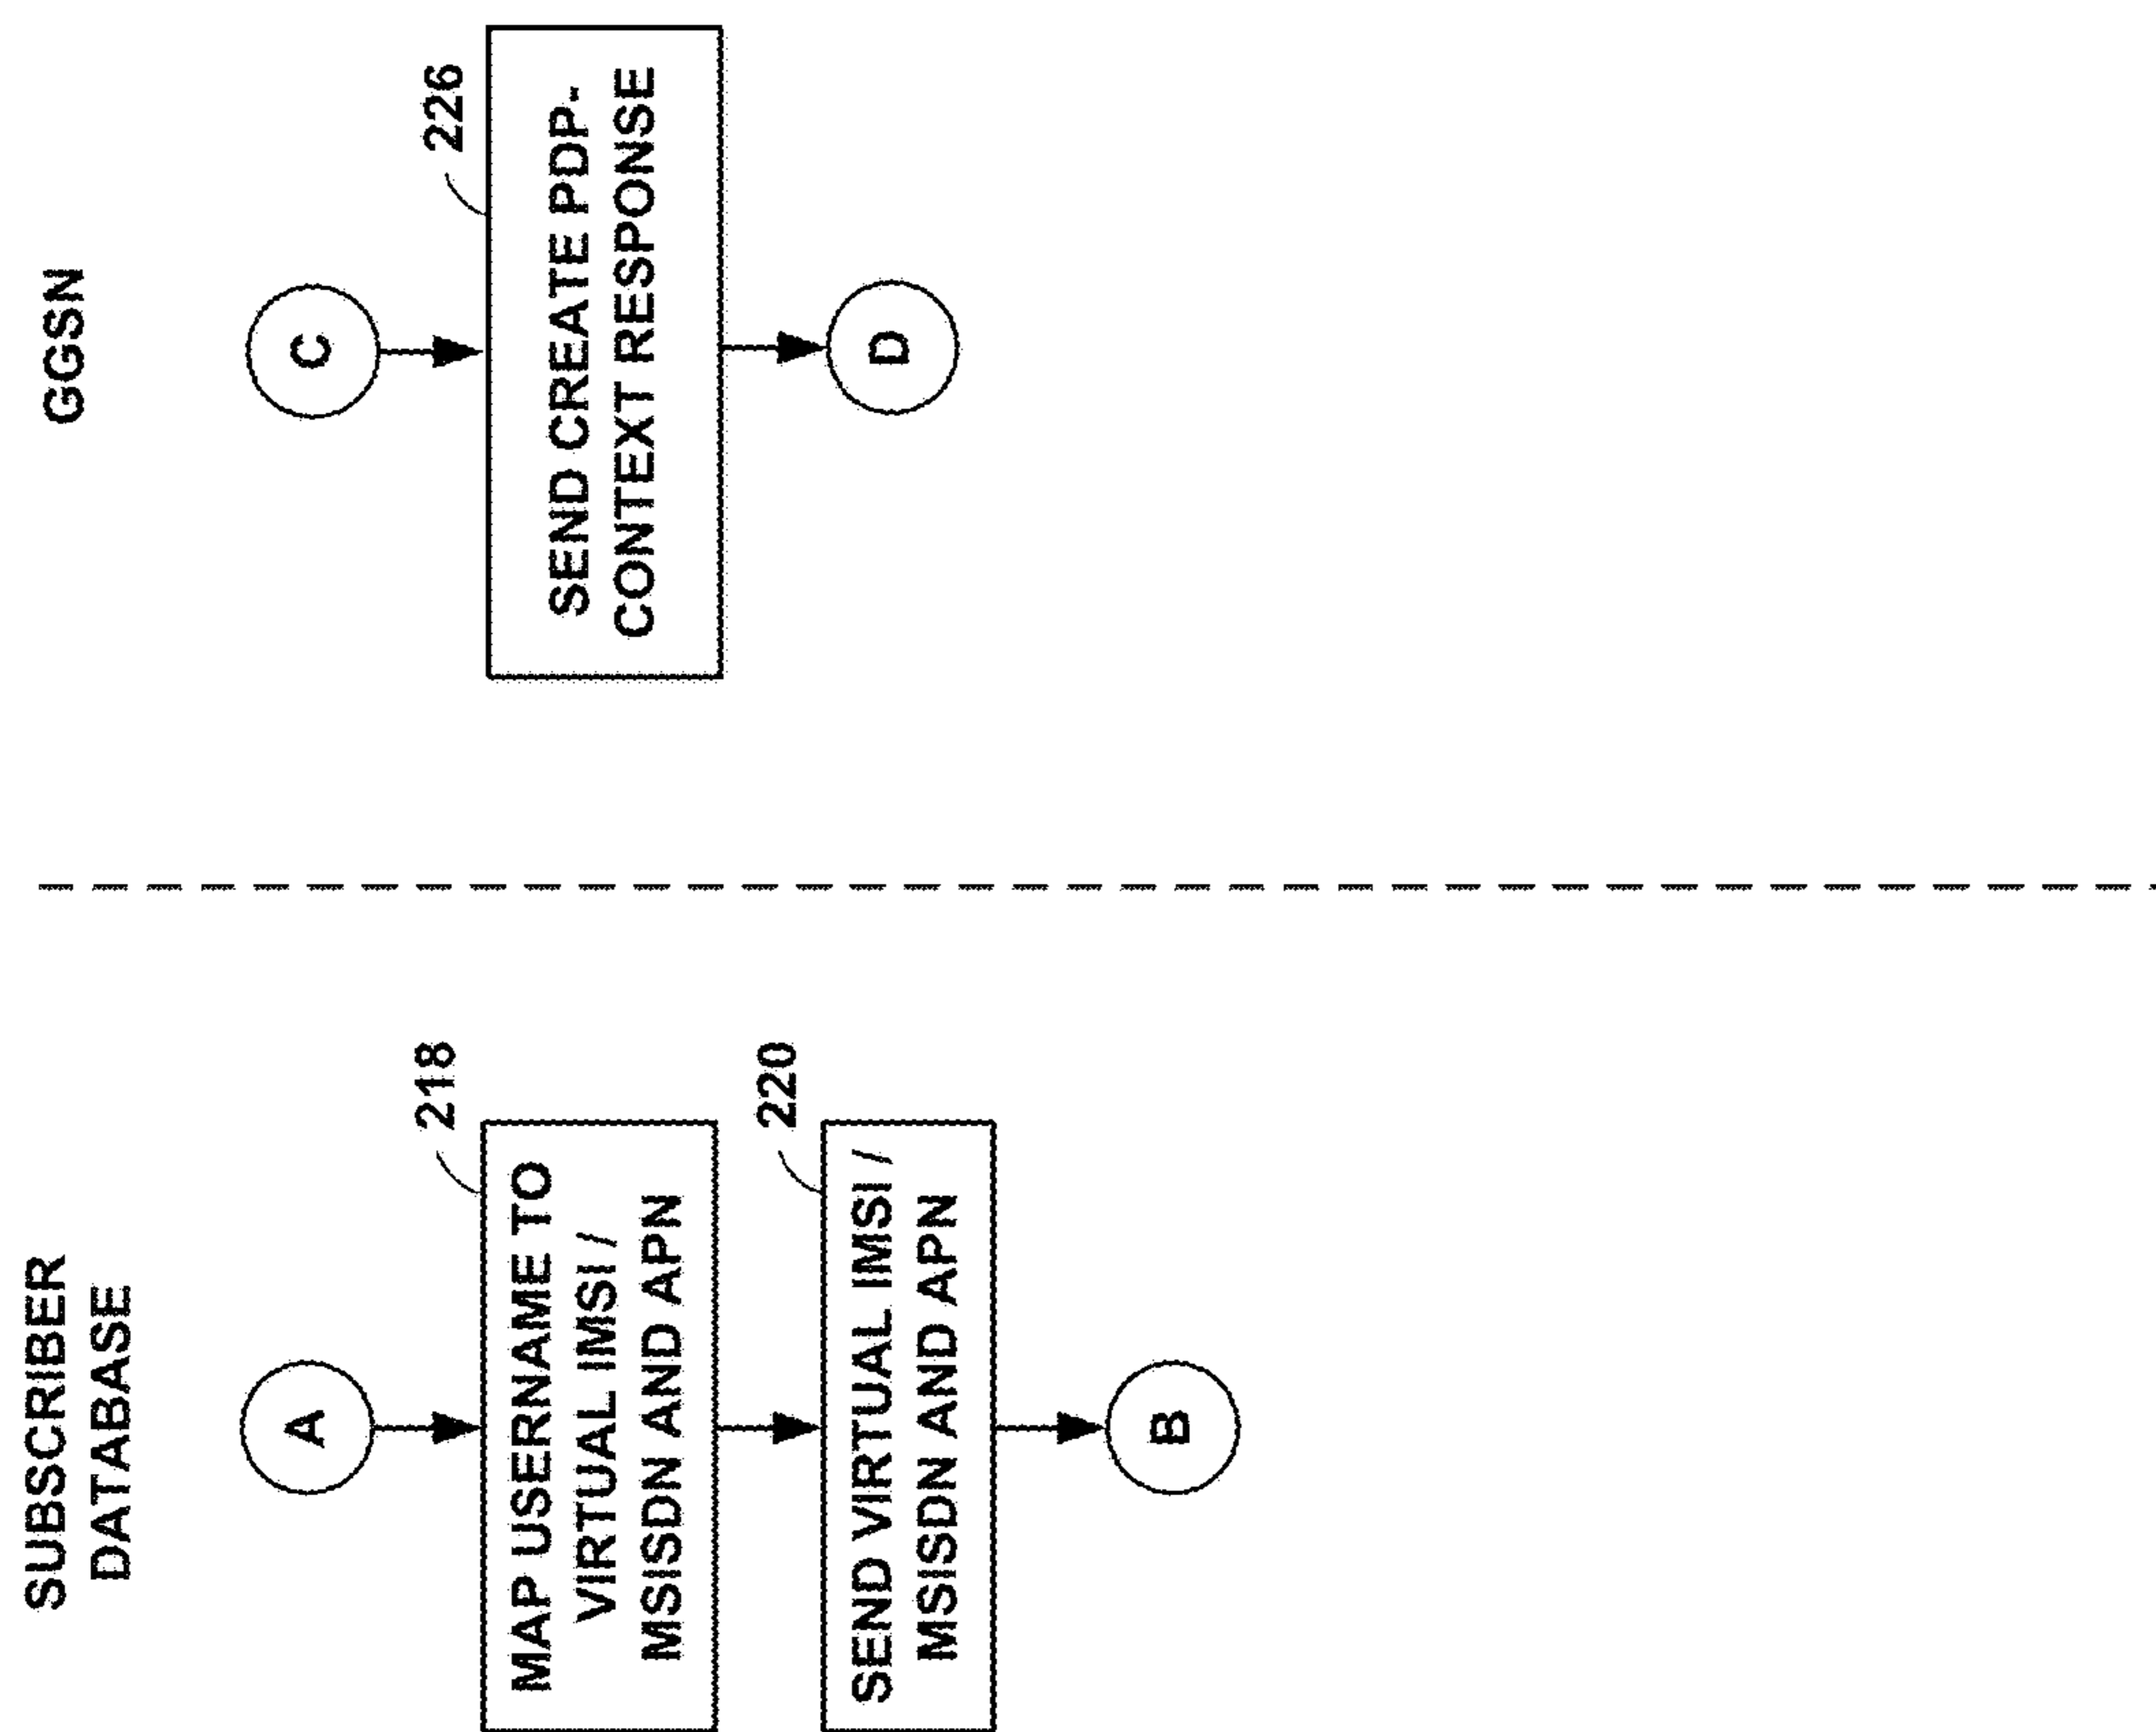 SUBSCRIBER
DATABASE
A
218
MAP USERNAME TO
VIRTUAL IMSI /
MSISDN AND APN
220
SEND VIRTUAL IMSI /
MSISDN AND APN
B
GGSN
C
226
SEND CREATE PDP-
CONTEXT RESPONSE
D